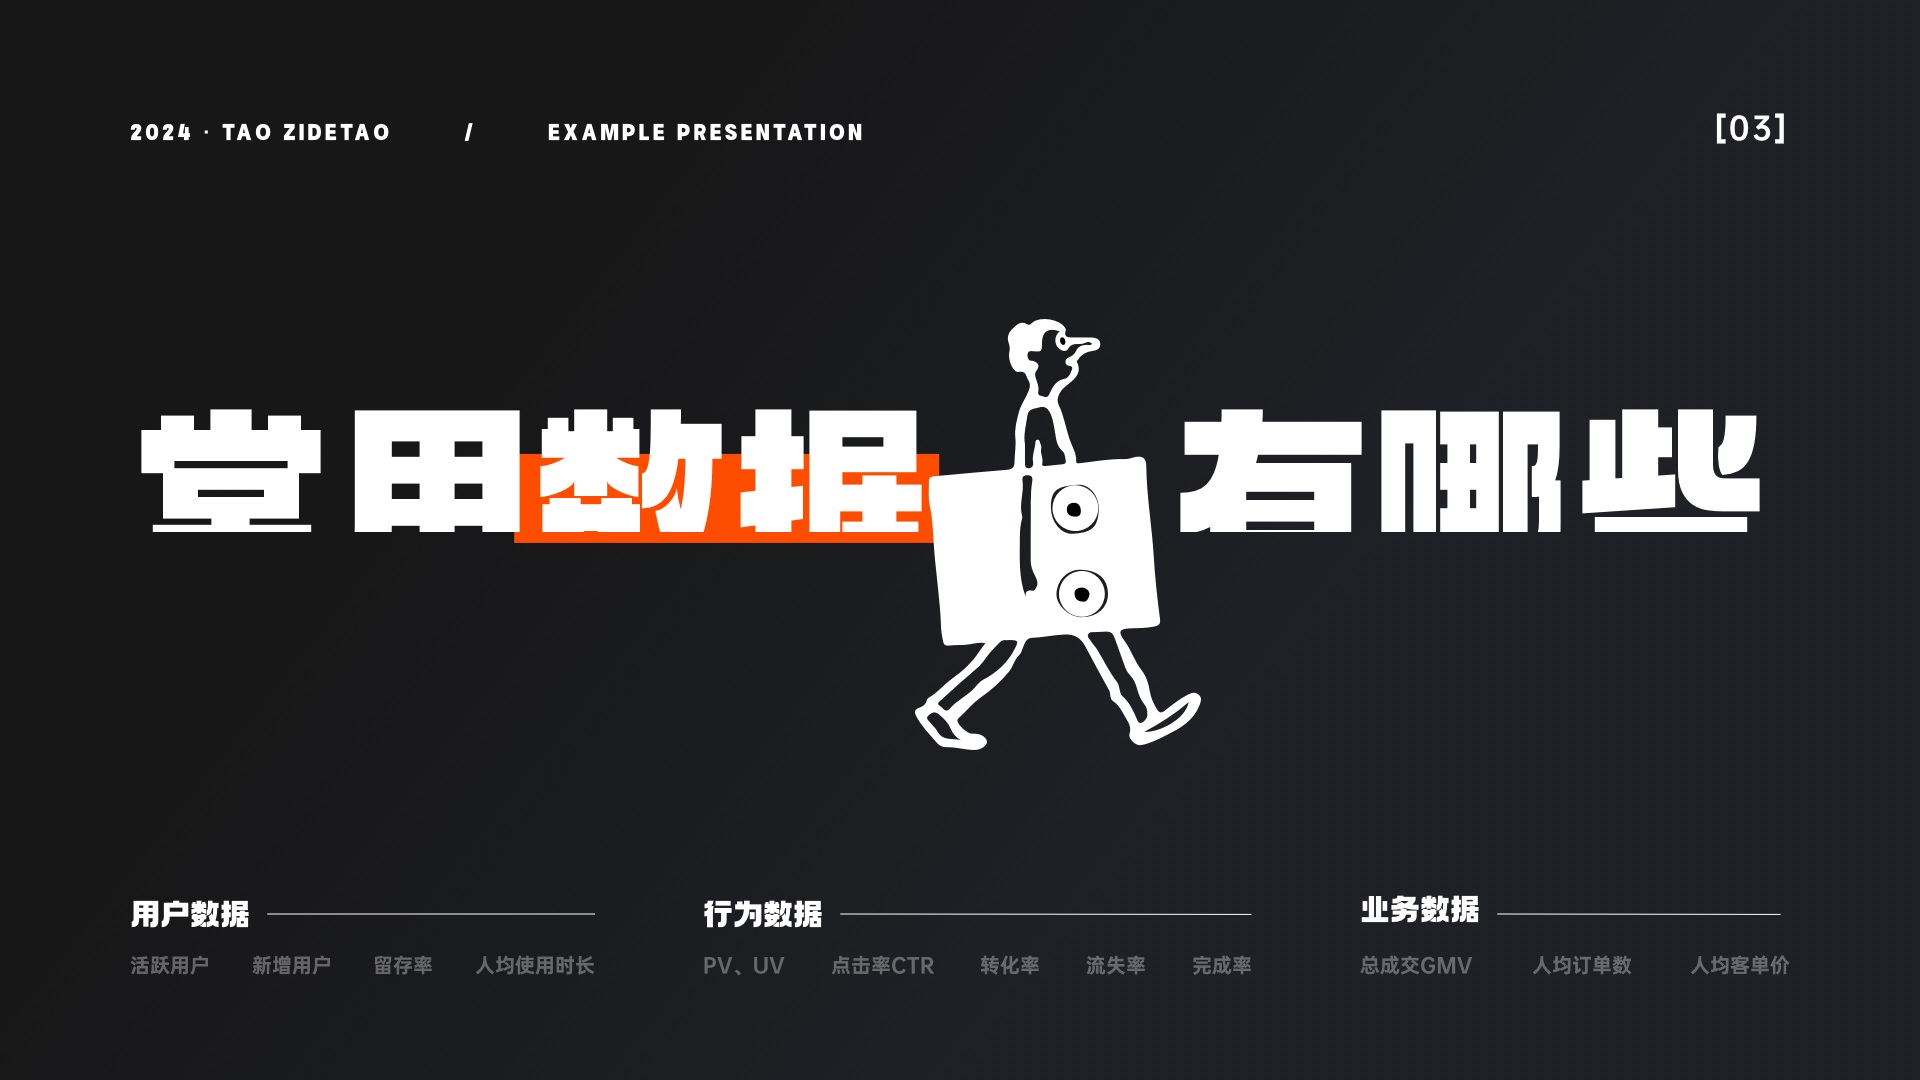 2024 · TAO ZIDETAO / EXAMPLE PRESENTATION
[03]
常用数据有哪些
用户数据
活跃用户 新增用户 留存率 人均使用时长
行为数据
PV、UV 点击率CTR 转化率 流失率 完成率
业务数据
总成交GMV 人均订单数 人均客单价